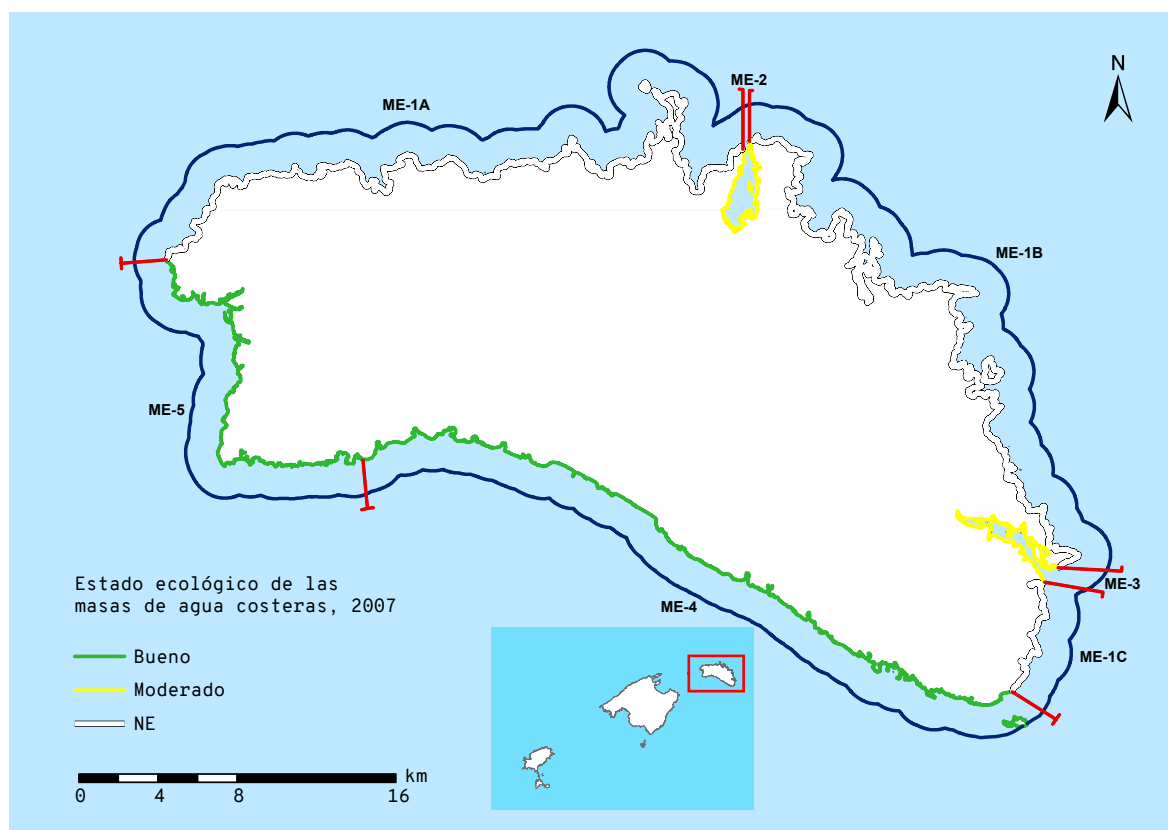 N
ME-2
ME-1A
ME-1B
ME-5
ME-3
ME-4
ME-1C
Estado ecológico de las
masas de agua costeras, 2007
Bueno
Moderado
NE
km
0 4 8 16